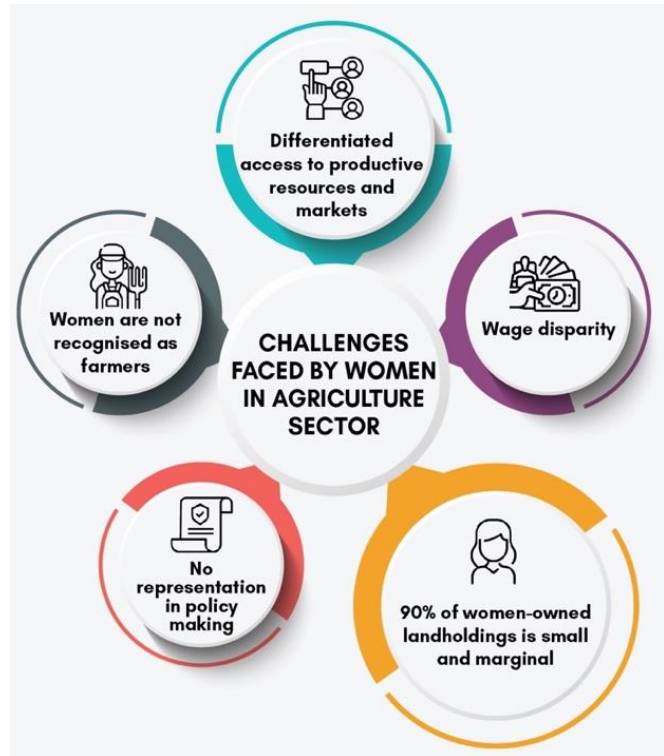 Differentiated
access to productive
resources and
markets
Women are not
recognised as
farmers
Wage disparity
CHALLENGES
FACED BY WOMEN
IN AGRICULTURE
SECTOR
No
representation
in policy
making
90% of women-owned
landholdings is small
and marginal